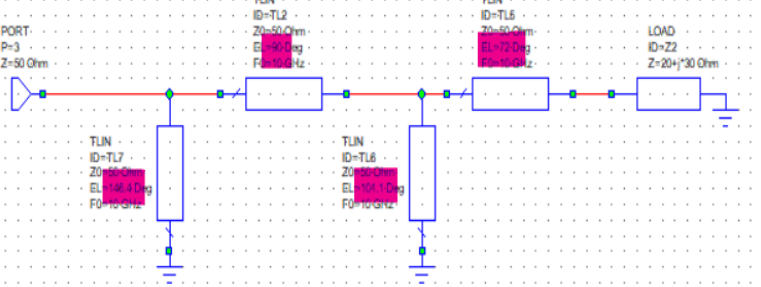 TLIN
ID=TL2
Z0=50 Ohm
EL=90 Deg
F0=10 GHz
TLIN
ID=TL5
Z0=50 Ohm
EL=72 Deg
F0=10 GHz
PORT
P=3
Z=50 Ohm
LOAD
ID=Z2
Z=20+j*30 Ohm
TLIN
ID=TL7
Z0=50 Ohm
EL=146.4 Deg
F0=10 GHz
TLIN
ID=TL6
Z0=50 Ohm
EL=101.1 Deg
F0=10 GHz